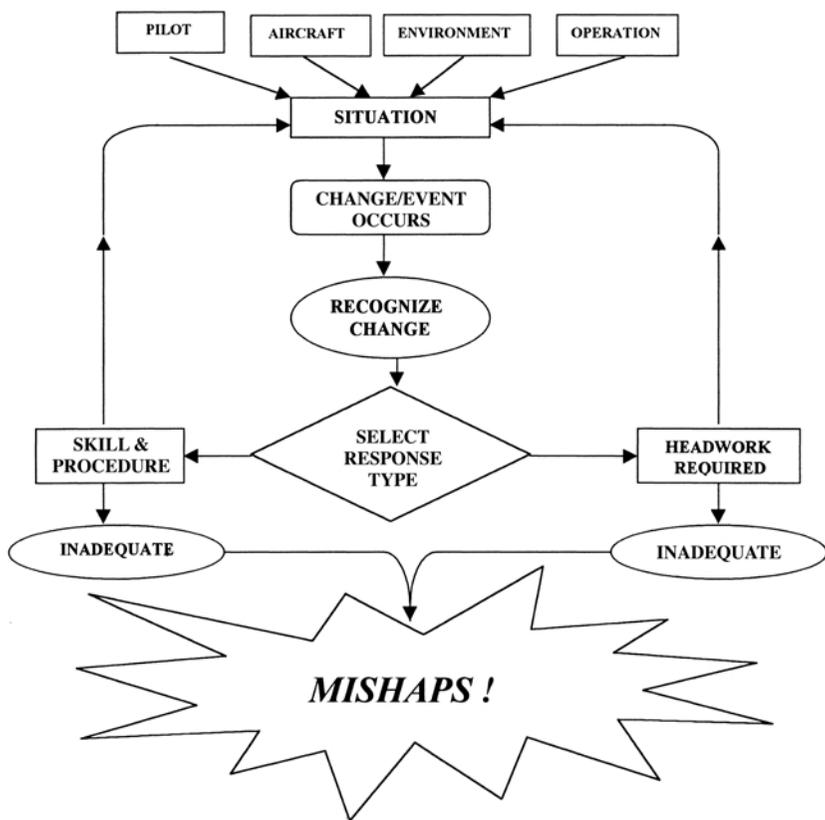 PILOT
AIRCRAFT
ENVIRONMENT
OPERATION
SITUATION
CHANGE/EVENT
OCCURS
RECOGNIZE
CHANGE
SELECT
RESPONSE
TYPE
SKILL &
PROCEDURE
HEADWORK
REQUIRED
INADEQUATE
INADEQUATE
MISHAPS !